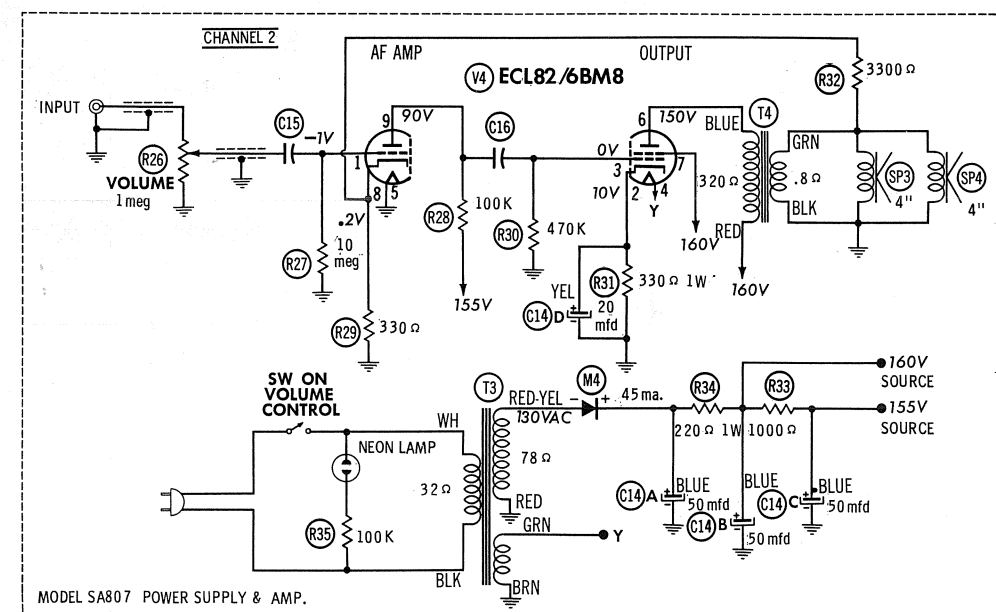 CHANNEL 2
AF AMP
OUTPUT
V4 ECL82/6BM8
R32 3300 Ω
INPUT
R26
VOLUME
1 meg
C15
-1V
9
90V
1
8
5
.2V
C16
0V
10V
6
150V
7
3
2
4
Y
BLUE
T4
320 Ω
RED
160V
160V
GRN
.8 Ω
BLK
SP3
4"
SP4
4"
R27
10
meg
R28
100K
155V
R30
470K
R29
330 Ω
YEL
C14 D
20
mfd
R31
330 Ω 1W
SW ON
VOLUME
CONTROL
WH
NEON LAMP
R35
100K
32 Ω
BLK
T3
RED-YEL
130VAC
78 Ω
RED
GRN
Y
BRN
M4
- +
45 ma.
R34
220 Ω 1W
R33
1000 Ω
160V
SOURCE
155V
SOURCE
C14 A
BLUE
50 mfd
C14 B
BLUE
50 mfd
C14 C
BLUE
50 mfd
MODEL SA807 POWER SUPPLY & AMP.